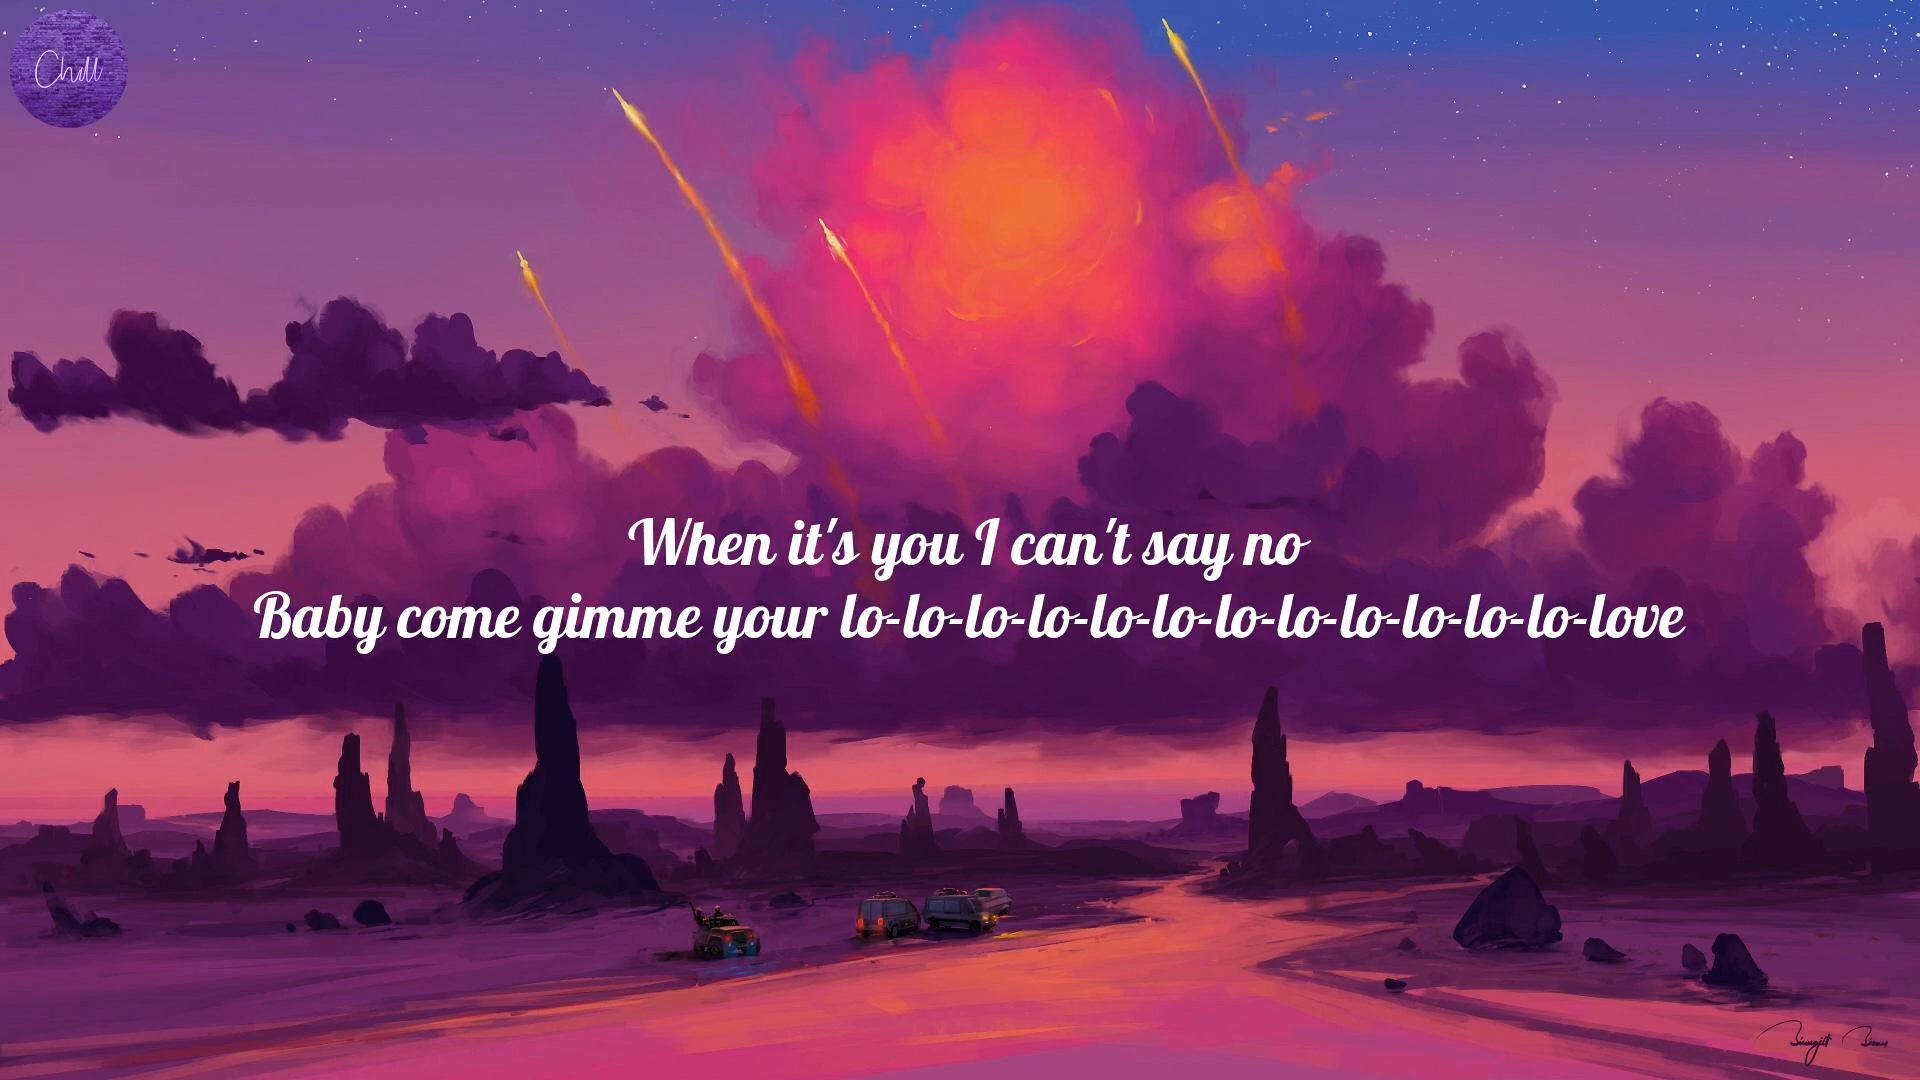 Chill
When it's you I can't say no
Baby come gimme your lo-lo-lo-lo-lo-lo-lo-lo-lo-lo-lo-lo-love